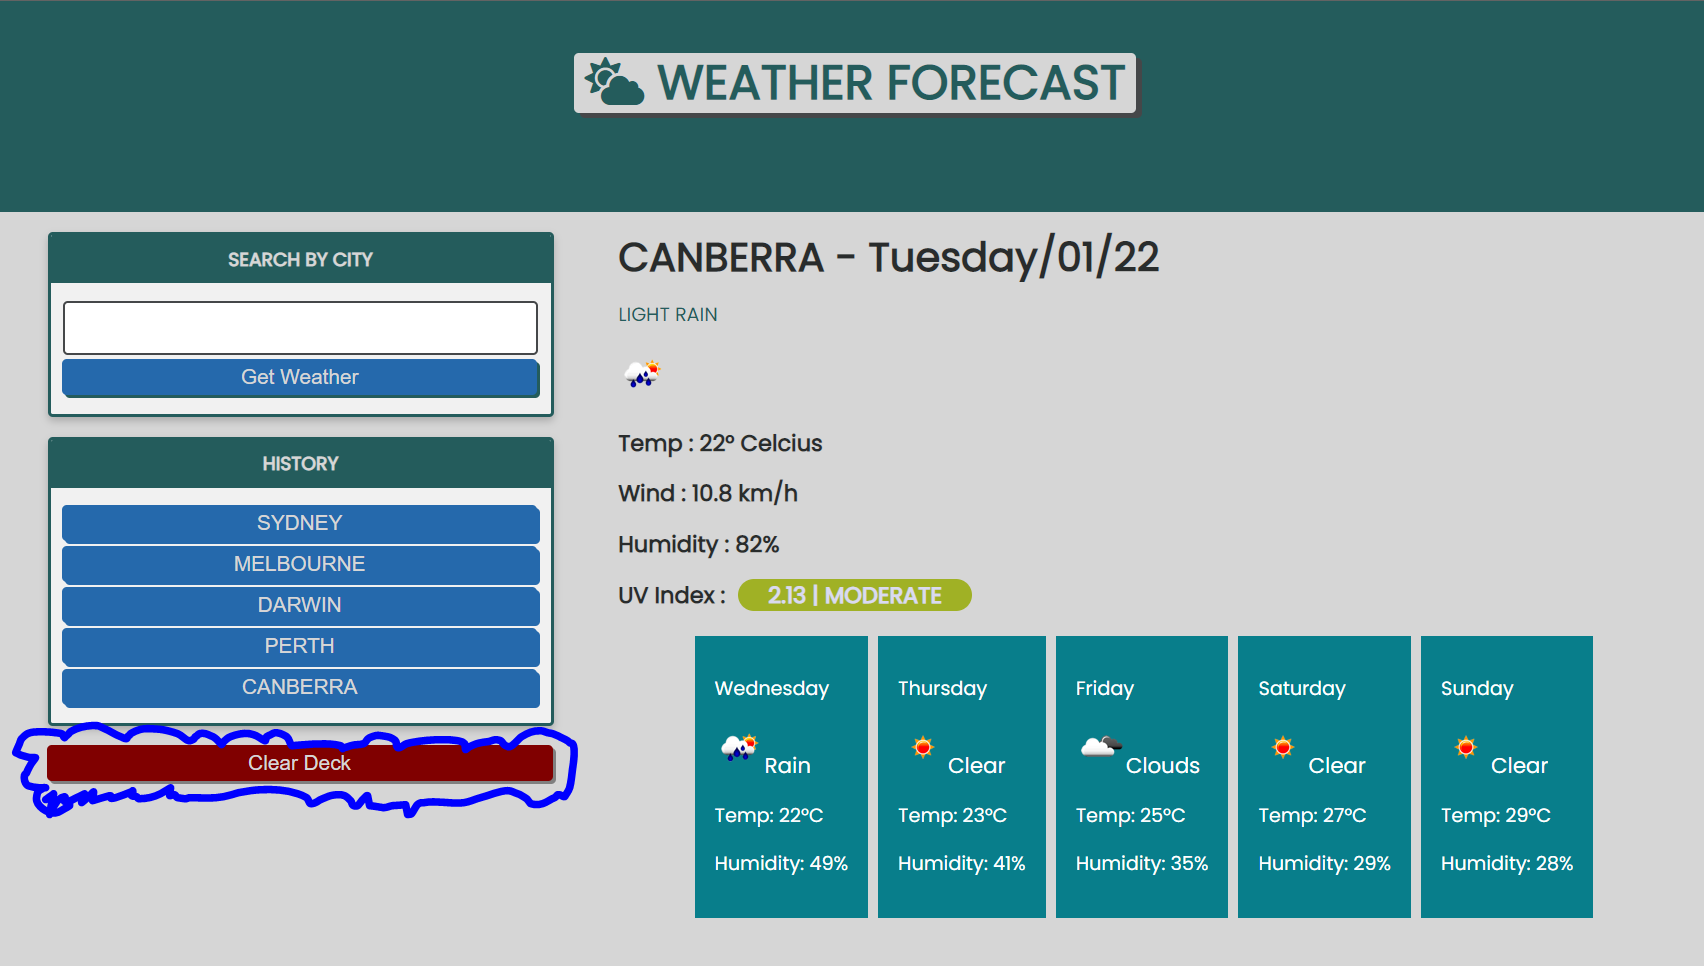 WEATHER FORECAST
SEARCH BY CITY
Get Weather
HISTORY
SYDNEY
MELBOURNE
DARWIN
PERTH
CANBERRA
Clear Deck
CANBERRA - Tuesday/01/22
LIGHT RAIN
Temp : 22° Celcius
Wind : 10.8 km/h
Humidity : 82%
UV Index : 2.13 | MODERATE
Wednesday
Rain
Temp: 22°C
Humidity: 49%
Thursday
Clear
Temp: 23°C
Humidity: 41%
Friday
Clouds
Temp: 25°C
Humidity: 35%
Saturday
Clear
Temp: 27°C
Humidity: 29%
Sunday
Clear
Temp: 29°C
Humidity: 28%